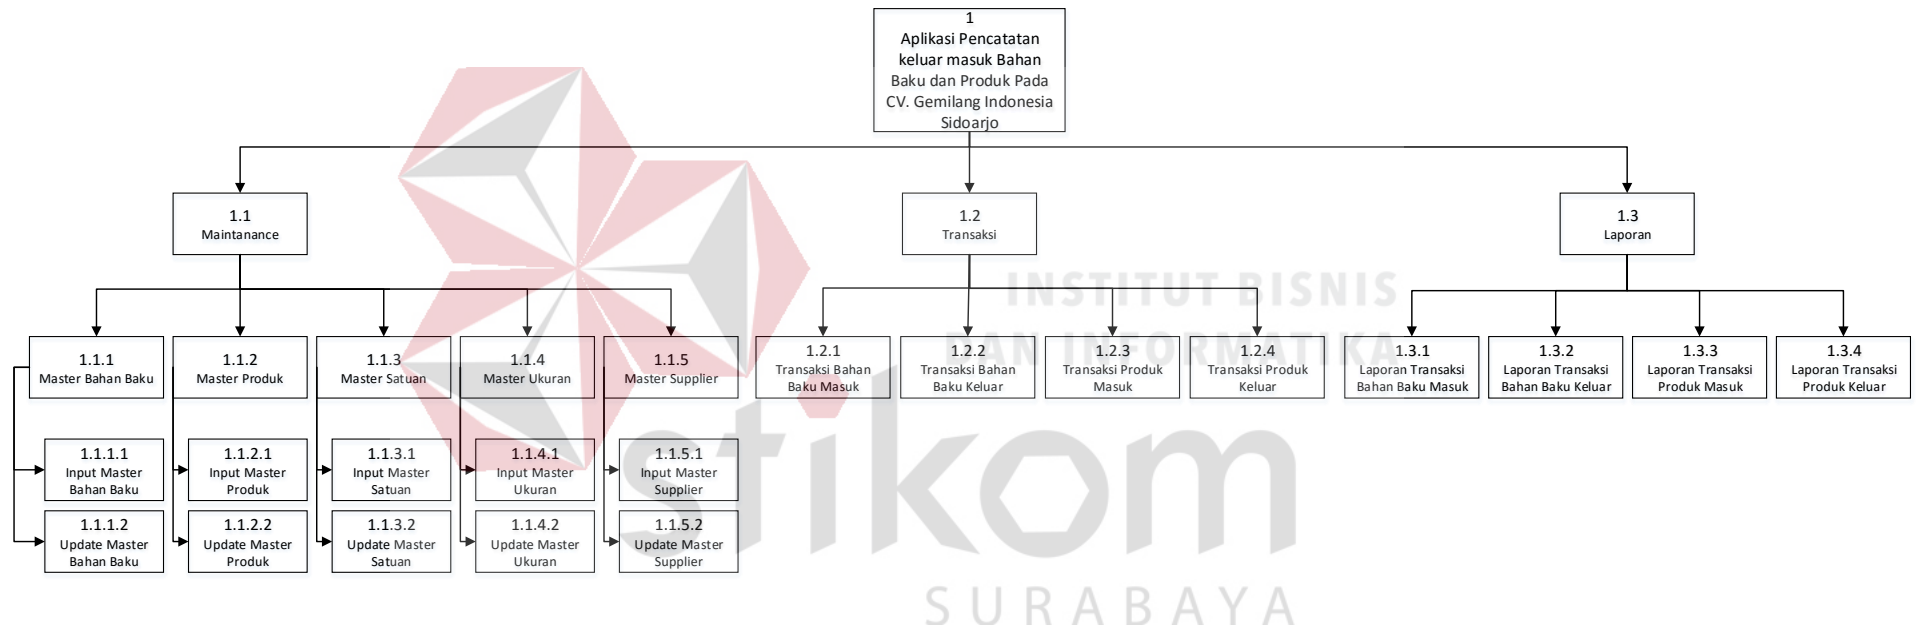 1
Aplikasi Pencatatan
keluar masuk Bahan
Baku dan Produk Pada
CV. Gemilang Indonesia
Sidoarjo
1.1
Maintanance
1.2
Transaksi
1.3
Laporan
1.1.1
Master Bahan Baku
1.1.2
Master Produk
1.1.3
Master Satuan
1.1.4
Master Ukuran
1.1.5
Master Supplier
1.2.1
Transaksi Bahan
Baku Masuk
1.2.2
Transaksi Bahan
Baku Keluar
1.2.3
Transaksi Produk
Masuk
1.2.4
Transaksi Produk
Keluar
1.3.1
Laporan Transaksi
Bahan Baku Masuk
1.3.2
Laporan Transaksi
Bahan Baku Keluar
1.3.3
Laporan Transaksi
Produk Masuk
1.3.4
Laporan Transaksi
Produk Keluar
1.1.1.1
Input Master
Bahan Baku
1.1.2.1
Input Master
Produk
1.1.3.1
Input Master
Satuan
1.1.4.1
Input Master
Ukuran
1.1.5.1
Input Master
Supplier
1.1.1.2
Update Master
Bahan Baku
1.1.2.2
Update Master
Produk
1.1.3.2
Update Master
Satuan
1.1.4.2
Update Master
Ukuran
1.1.5.2
Update Master
Supplier
INSTITUT BISNIS
DAN INFORMATIKA
stikom
SURABAYA